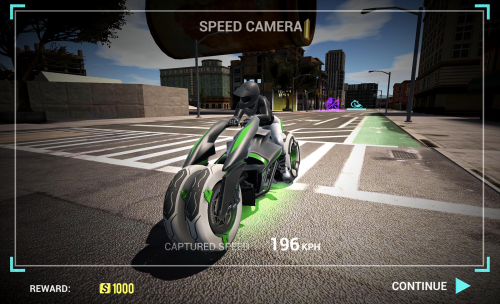 SPEED CAMERA
CAPTURED SPEED 196 KPH
REWARD: S 1000 CONTINUE